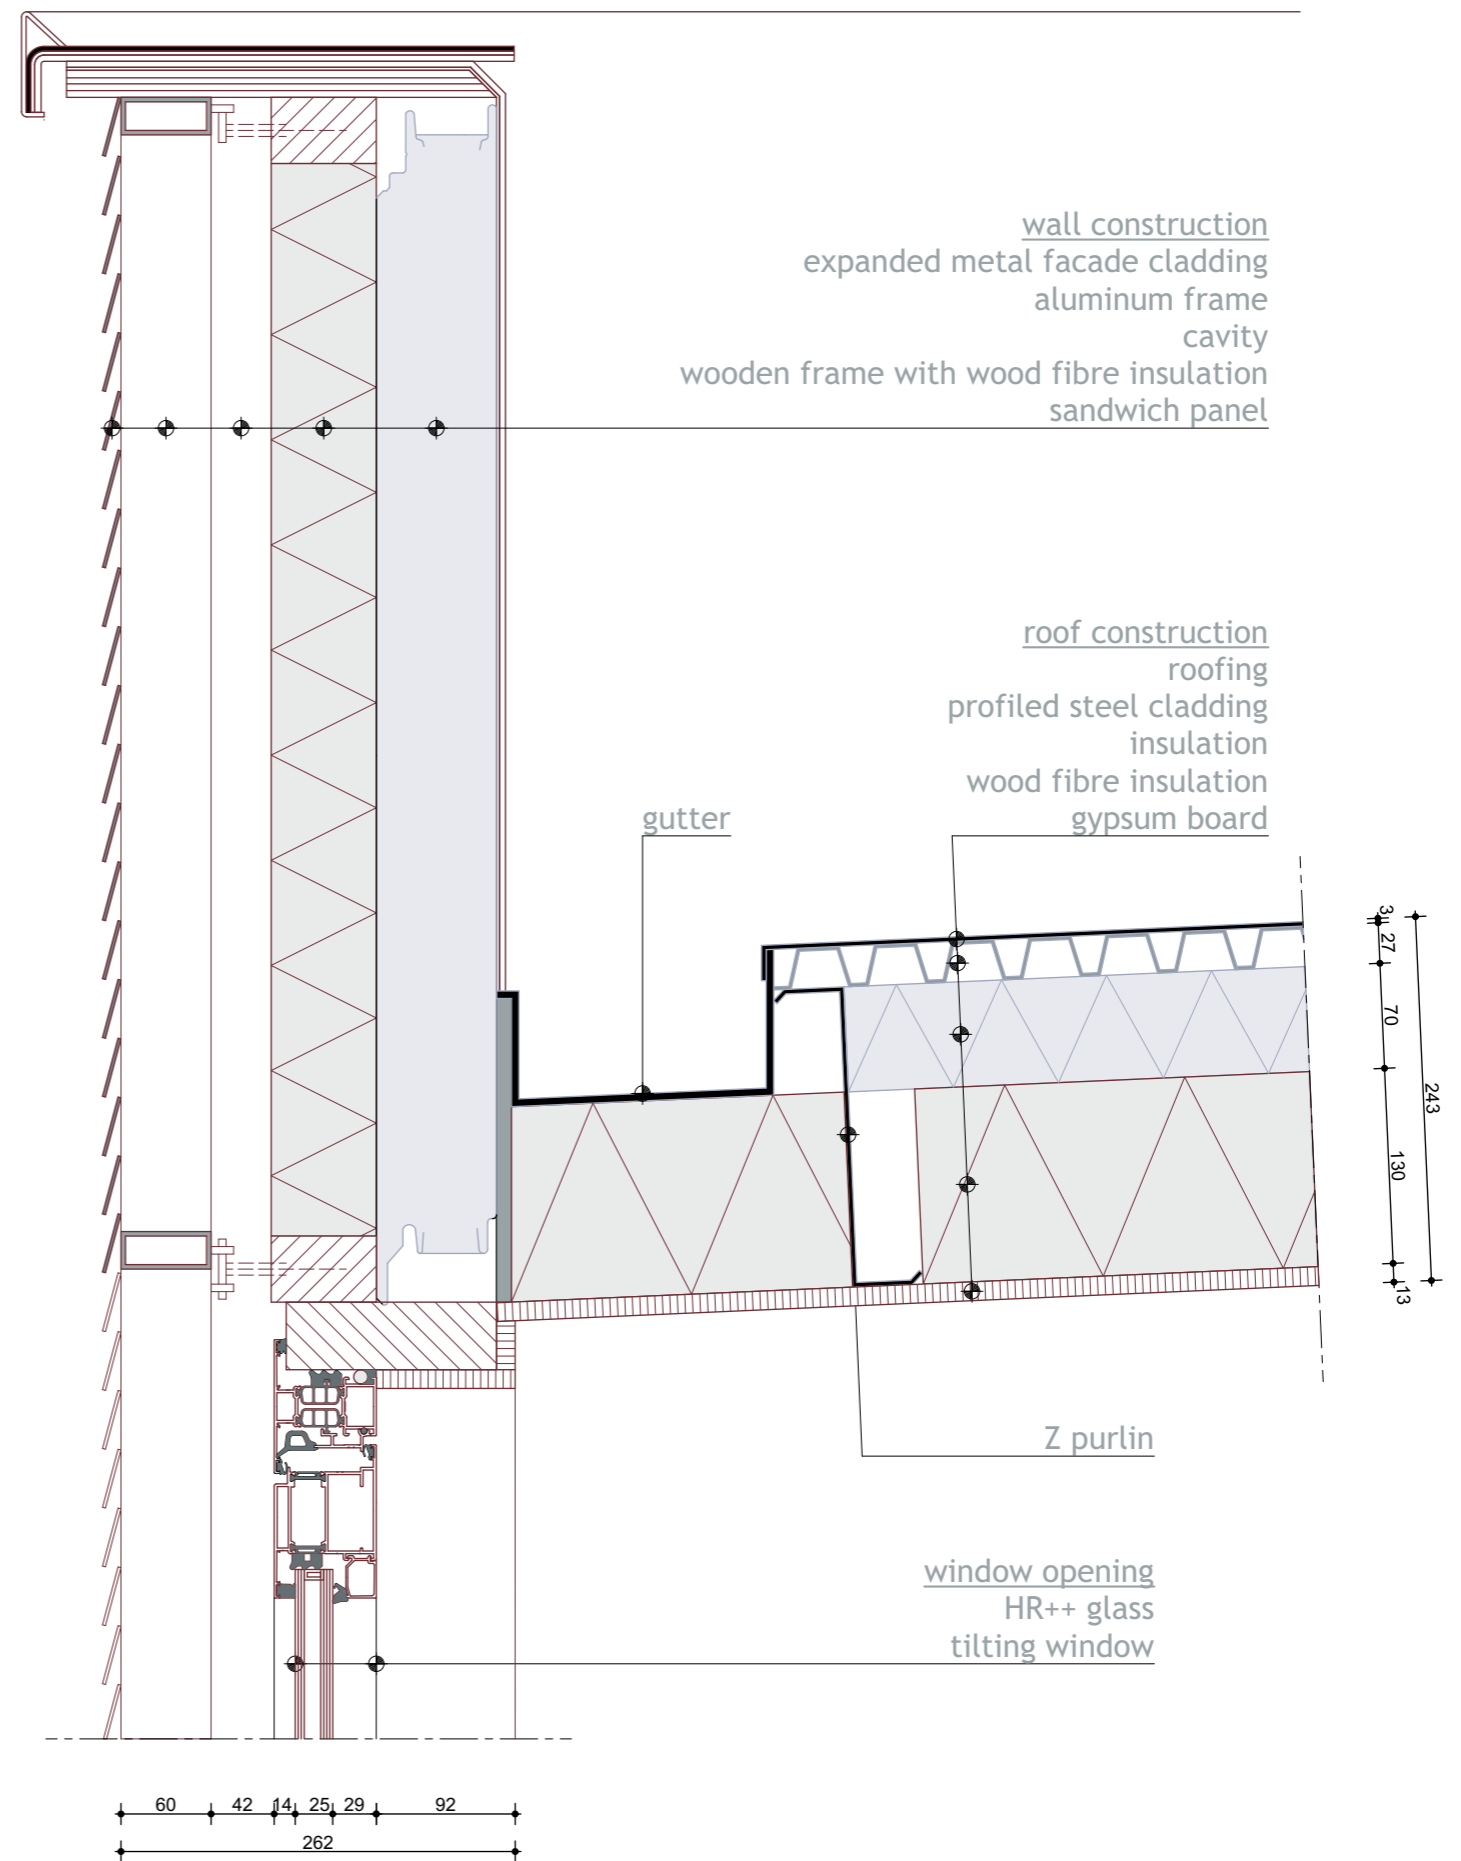 wall construction
expanded metal facade cladding
aluminum frame
cavity
wooden frame with wood fibre insulation
sandwich panel
roof construction
roofing
profiled steel cladding
insulation
wood fibre insulation
gypsum board
gutter
3
27
70
130
13
243
Z purlin
window opening
HR++ glass
tilting window
60 42 14 25 29 92
262